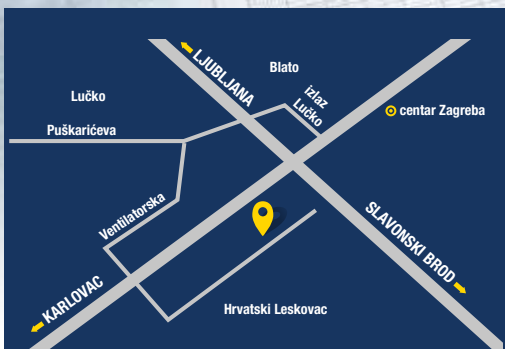 LJUBLJANA
Blato
izlaz
Lučko
Lučko
centar Zagreba
Puškarićeva
Ventilatorska
SLAVONSKI BROD
KARLOVAC
Hrvatski Leskovac